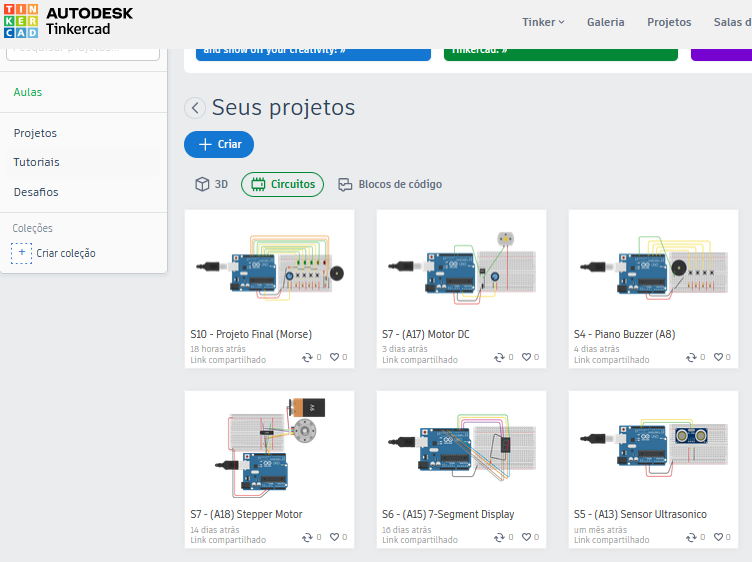 TIN
KER
CAD
AUTODESK
Tinkercad
Tinker
Galeria
Projetos
Salas d
Pesquisar projetos...
and show off your creativity! »
Tinkercad. »
Aulas
Projetos
Tutoriais
Desafios
Coleções
+ Criar coleção
Seus projetos
+ Criar
3D
Circuitos
Blocos de código
S10 - Projeto Final (Morse)
18 horas atrás
Link compartilhado
0
0
S7 - (A17) Motor DC
3 dias atrás
Link compartilhado
0
0
S4 - Piano Buzzer (A8)
4 dias atrás
Link compartilhado
0
0
S7 - (A18) Stepper Motor
14 dias atrás
Link compartilhado
0
0
S6 - (A15) 7-Segment Display
16 dias atrás
Link compartilhado
0
0
S5 - (A13) Sensor Ultrasonico
um mês atrás
Link compartilhado
0
0